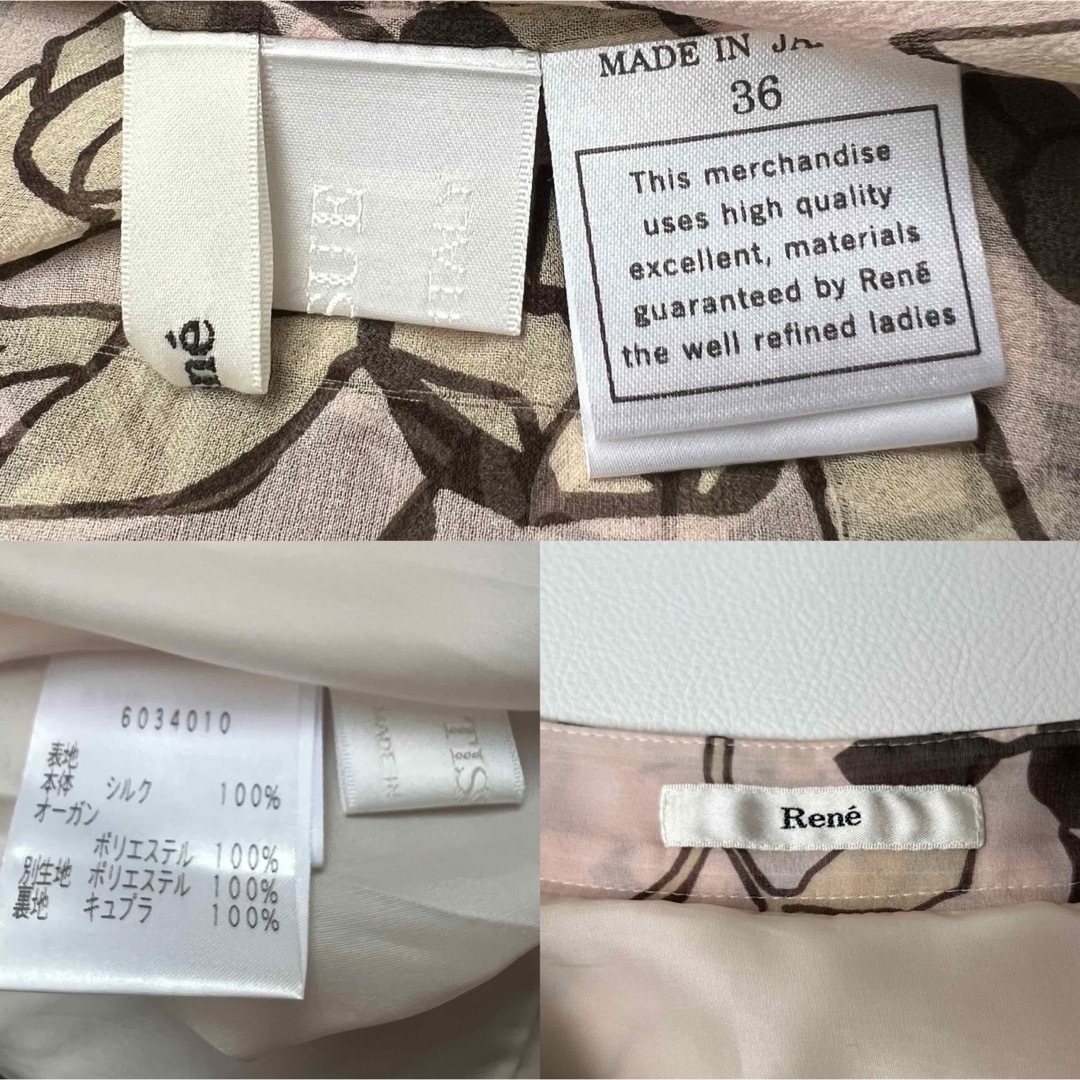 MADE IN
36
This merchandise
uses high quality
excellent, materials
guaranteed by René
the well refined ladies
6034010
表地
本体 シルク 100%
オーガン
ポリエステル 100%
別生地 ポリエステル 100%
裏地 キュプラ 100%
MADE IN
René